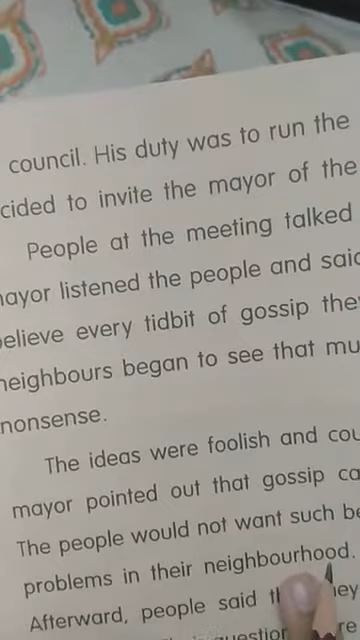 council. His duty was to run the
cided to invite the mayor of the
People at the meeting talked
mayor listened the people and said
believe every tidbit of gossip they
neighbours began to see that mu
nonsense.
The ideas were foolish and cou
mayor pointed out that gossip ca
The people would not want such be
problems in their neighbourhood.
Afterward, people said